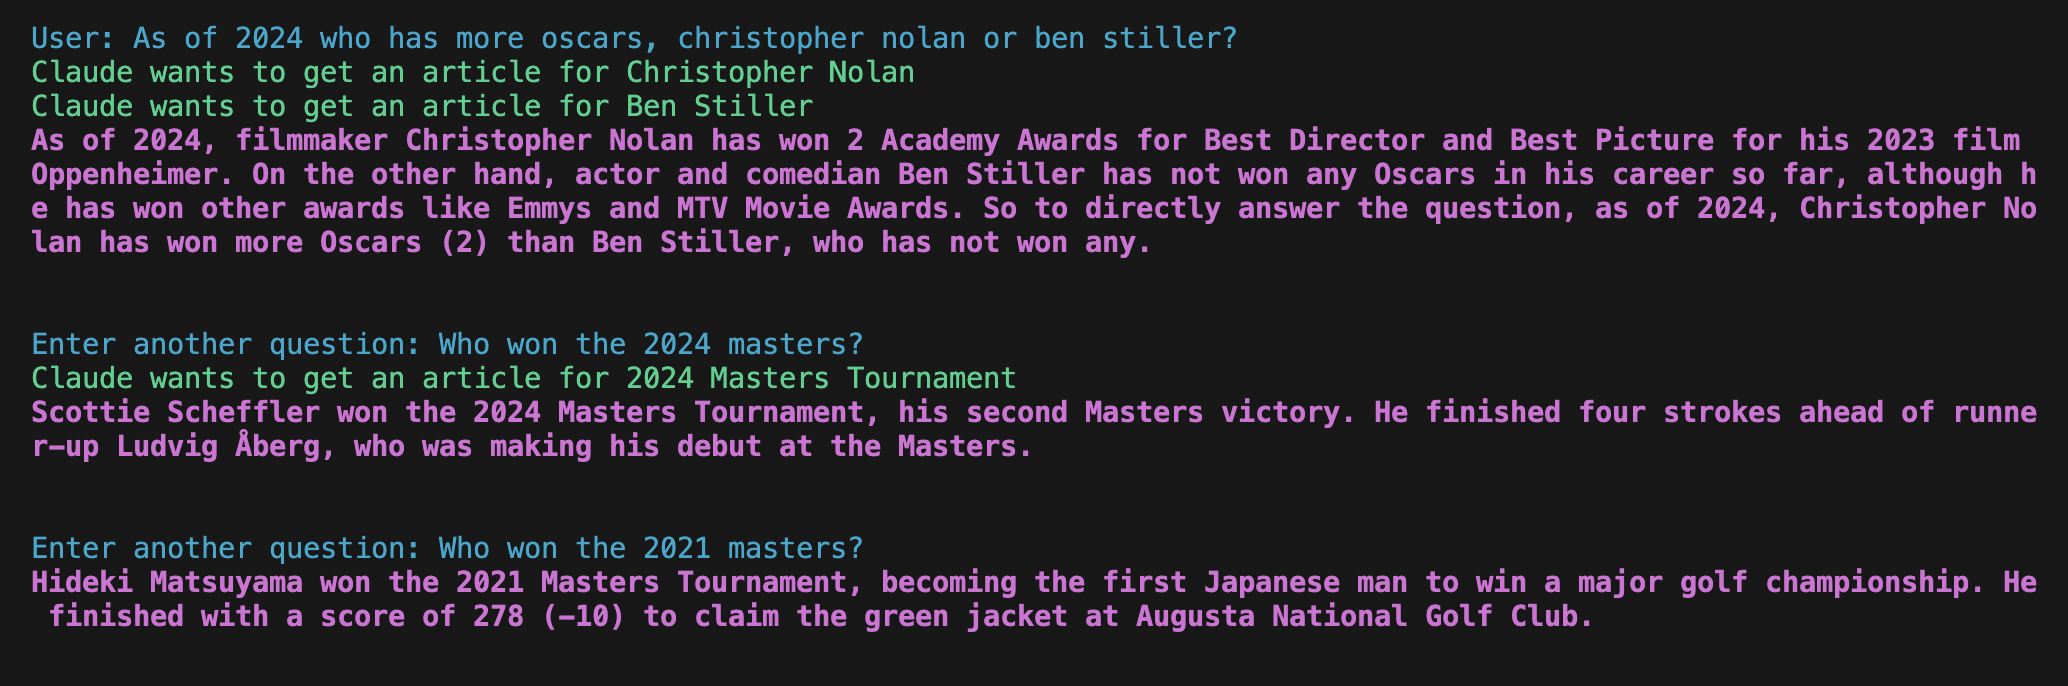 User: As of 2024 who has more oscars, christopher nolan or ben stiller?
Claude wants to get an article for Christopher Nolan
Claude wants to get an article for Ben Stiller
As of 2024, filmmaker Christopher Nolan has won 2 Academy Awards for Best Director and Best Picture for his 2023 film
Oppenheimer. On the other hand, actor and comedian Ben Stiller has not won any Oscars in his career so far, although h
e has won other awards like Emmys and MTV Movie Awards. So to directly answer the question, as of 2024, Christopher No
lan has won more Oscars (2) than Ben Stiller, who has not won any.
Enter another question: Who won the 2024 masters?
Claude wants to get an article for 2024 Masters Tournament
Scottie Scheffler won the 2024 Masters Tournament, his second Masters victory. He finished four strokes ahead of runne
r-up Ludvig Åberg, who was making his debut at the Masters.
Enter another question: Who won the 2021 masters?
Hideki Matsuyama won the 2021 Masters Tournament, becoming the first Japanese man to win a major golf championship. He
 finished with a score of 278 (-10) to claim the green jacket at Augusta National Golf Club.